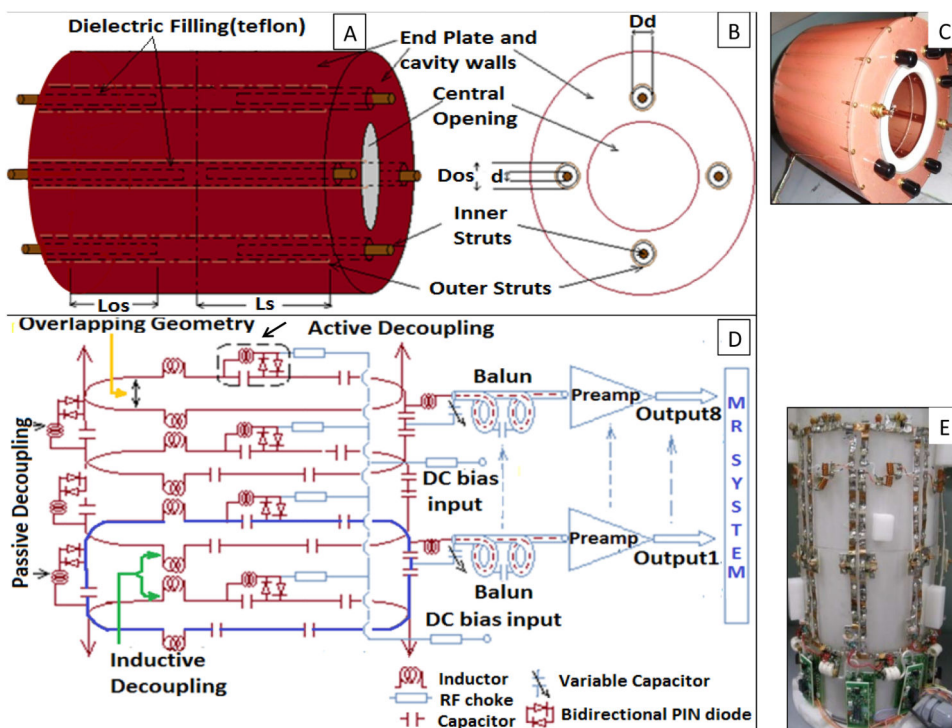 A
Dielectric Filling(teflon)
End Plate and
cavity walls
Central
Opening
Inner
Struts
Outer Struts
Los
Ls
B
Dd
Dos
d
C
D
Overlapping Geometry
Active Decoupling
Balun
Preamp
Output8
DC bias
input
Passive Decoupling
Preamp
Output1
Balun
DC bias input
Inductive
Decoupling
MR SYSTEM
Inductor
RF choke
Capacitor
Variable Capacitor
Bidirectional PIN diode
E